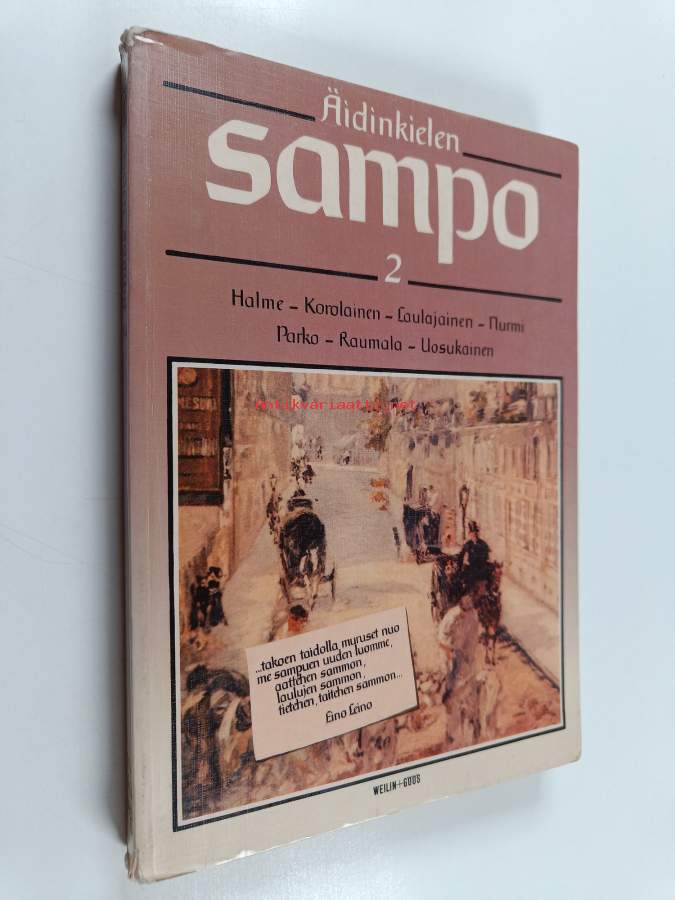 Äidinkielen
sampo
2
Halme – Korolainen – Laulajainen – Nurmi
Parko – Raumala – Uosukainen
antikvariaatti.net
...takoen taidolla muruset nuo
me sampuen uuden luomme,
aattehen sammon,
laulujen sammon,
tietehen, taitehen sammon...
Eino Leino
WEILIN+GÖÖS